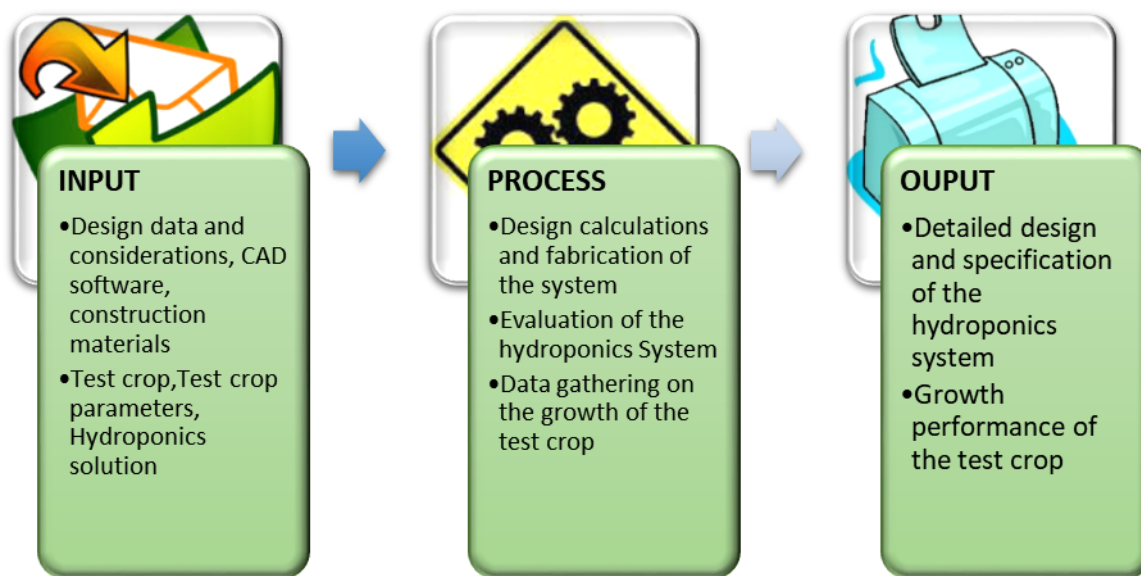 INPUT
•Design data and
considerations, CAD
software,
construction
materials
•Test crop,Test crop
parameters,
Hydroponics
solution
PROCESS
•Design calculations
and fabrication of
the system
•Evaluation of the
hydroponics System
•Data gathering on
the growth of the
test crop
OUPUT
•Detailed design
and specification
of the
hydroponics
system
•Growth
performance of
the test crop